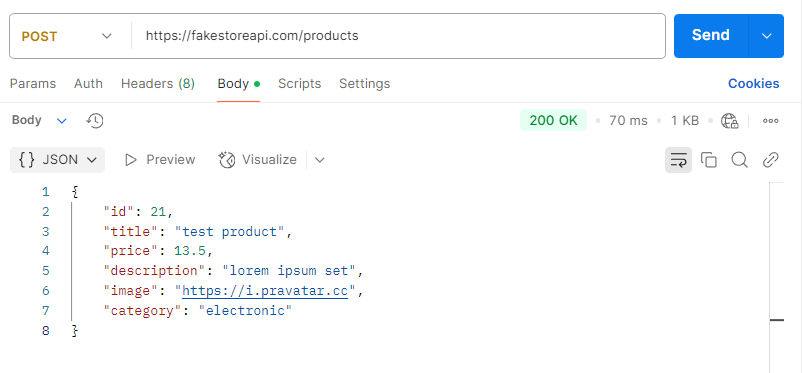 POST https://fakestoreapi.com/products Send
Params Auth Headers (8) Body Scripts Settings Cookies
Body 200 OK 70 ms 1 KB
{} JSON Preview Visualize
1 {
2 "id": 21,
3 "title": "test product",
4 "price": 13.5,
5 "description": "lorem ipsum set",
6 "image": "https://i.pravatar.cc",
7 "category": "electronic"
8 }